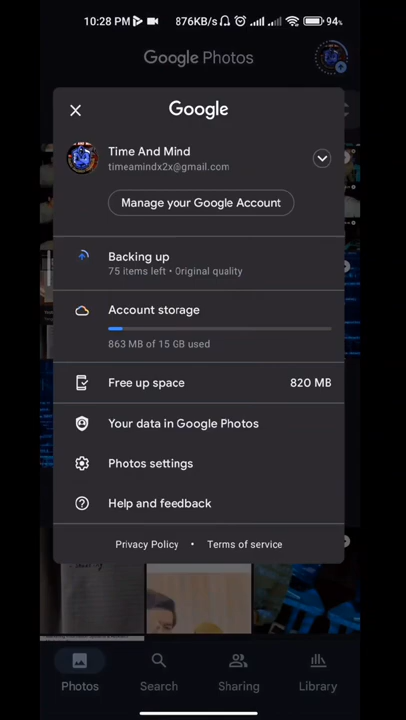 10:28 PM 876KB/s 94%
Google Photos
Google
Time And Mind
timeamindx2x@gmail.com
Manage your Google Account
Backing up
75 items left • Original quality
Account storage
863 MB of 15 GB used
Free up space 820 MB
Your data in Google Photos
Photos settings
Help and feedback
Privacy Policy • Terms of service
Photos Search Sharing Library